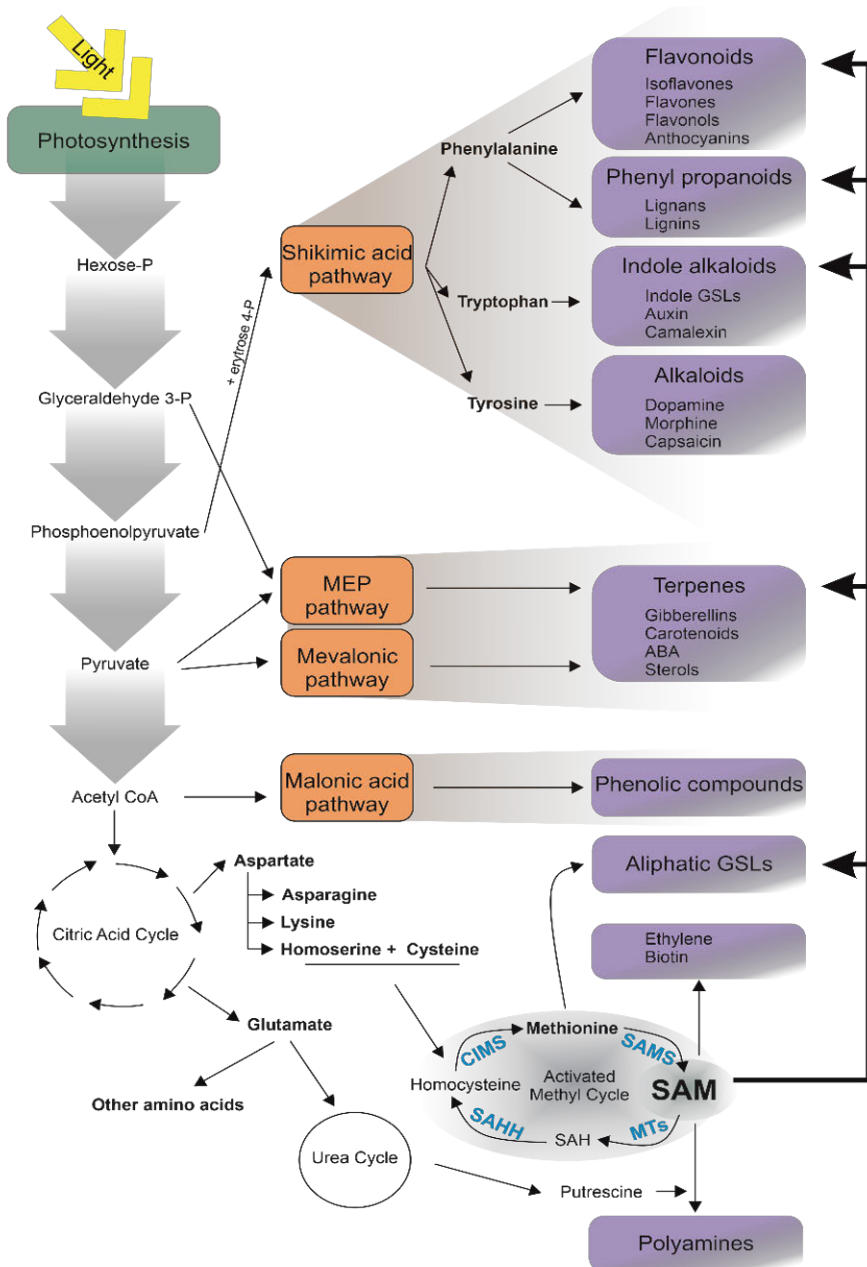 Light
Photosynthesis
Hexose-P
Glyceraldehyde 3-P
Phosphoenolpyruvate
Pyruvate
Acetyl CoA
Citric Acid Cycle
+ erytrose 4-P
Shikimic acid
pathway
Phenylalanine
Tryptophan
Tyrosine
Flavonoids
Isoflavones
Flavones
Flavonols
Anthocyanins
Phenyl propanoids
Lignans
Lignins
Indole alkaloids
Indole GSLs
Auxin
Camalexin
Alkaloids
Dopamine
Morphine
Capsaicin
MEP
pathway
Mevalonic
pathway
Terpenes
Gibberellins
Carotenoids
ABA
Sterols
Malonic acid
pathway
Phenolic compounds
Aspartate
Asparagine
Lysine
Homoserine + Cysteine
Glutamate
Other amino acids
Urea Cycle
Aliphatic GSLs
Ethylene
Biotin
Methionine
CIMS
SAMS
Homocysteine
Activated
Methyl Cycle
SAM
SAHH
SAH
MTs
Putrescine
Polyamines